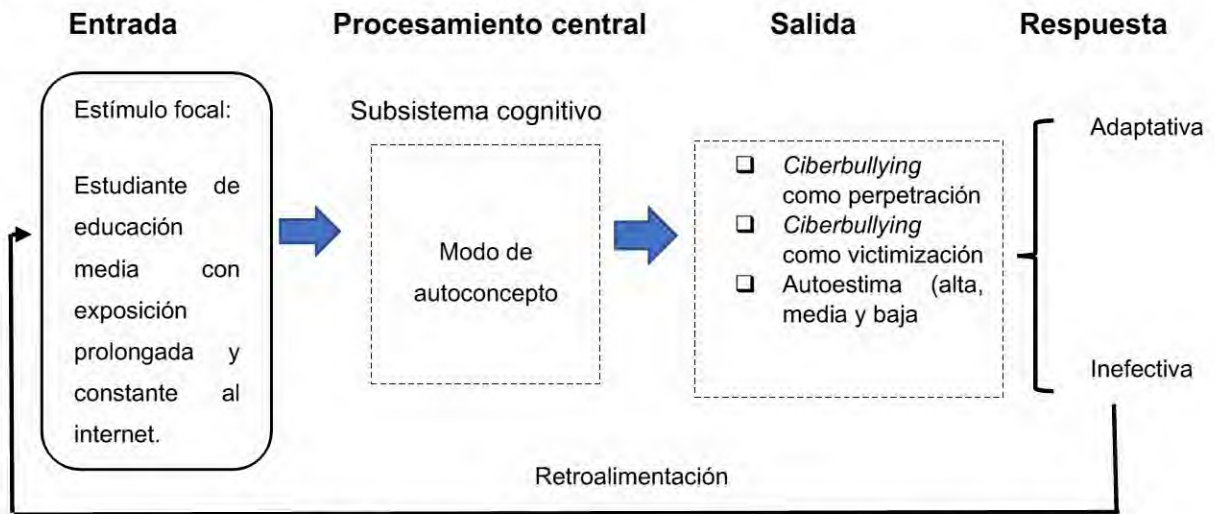 Entrada
Procesamiento central
Salida
Respuesta
Estímulo focal:
Estudiante de
educación
media con
exposición
prolongada y
constante al
internet.
Subsistema cognitivo
Modo de
autoconcepto
❑ Ciberbullying
como perpetración
❑ Ciberbullying
como victimización
❑ Autoestima (alta,
media y baja
Adaptativa
Inefectiva
Retroalimentación